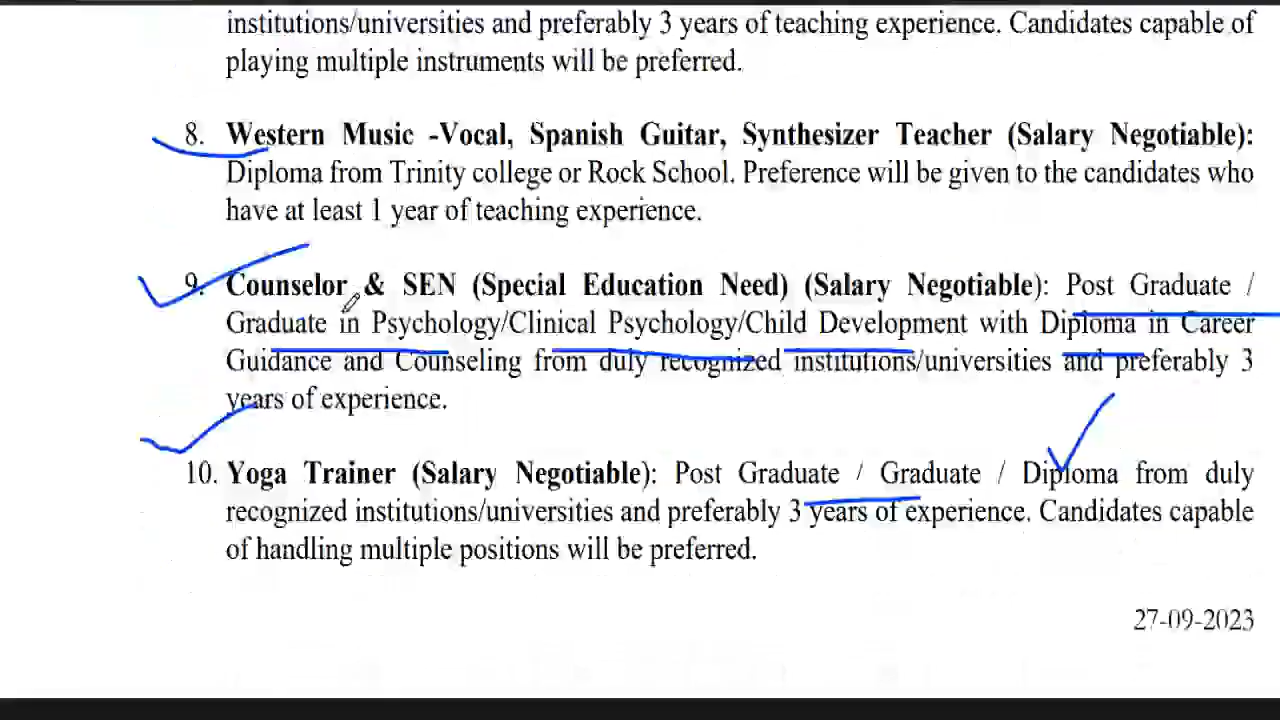 institutions/universities and preferably 3 years of teaching experience. Candidates capable of
playing multiple instruments will be preferred.
8. Western Music -Vocal, Spanish Guitar, Synthesizer Teacher (Salary Negotiable):
Diploma from Trinity college or Rock School. Preference will be given to the candidates who
have at least 1 year of teaching experience.
9. Counselor & SEN (Special Education Need) (Salary Negotiable): Post Graduate /
Graduate in Psychology/Clinical Psychology/Child Development with Diploma in Career
Guidance and Counseling from duly recognized institutions/universities and preferably 3
years of experience.
10. Yoga Trainer (Salary Negotiable): Post Graduate / Graduate / Diploma from duly
recognized institutions/universities and preferably 3 years of experience. Candidates capable
of handling multiple positions will be preferred.
27-09-2023